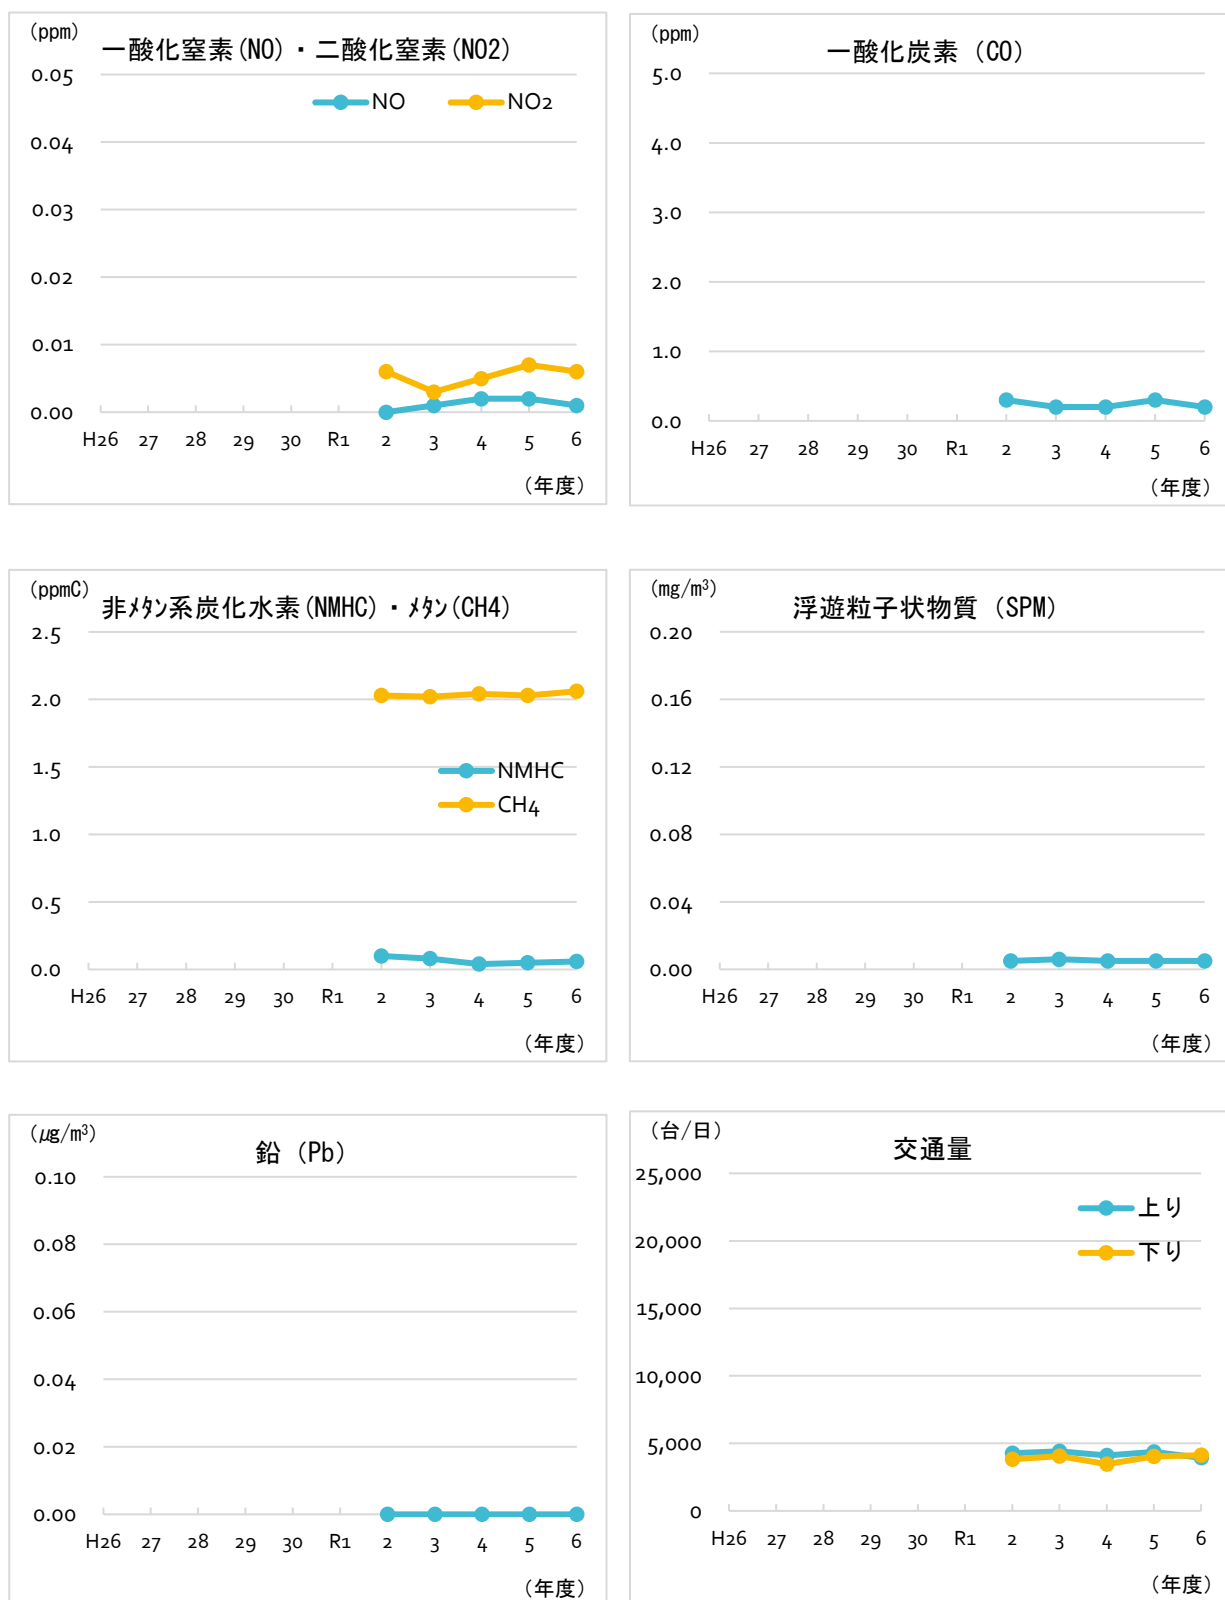 (ppm)
一酸化窒素(NO)・二酸化窒素(NO2)
NO NO2
0.05
0.04
0.03
0.02
0.01
0.00
H26 27 28 29 30 R1 2 3 4 5 6
(年度)
(ppm)
一酸化炭素 (CO)
5.0
4.0
3.0
2.0
1.0
0.0
H26 27 28 29 30 R1 2 3 4 5 6
(年度)
(ppmC)
非ﾒﾀﾝ系炭化水素(NMHC)・ﾒﾀﾝ(CH4)
2.5
2.0
1.5
NMHC
CH4
1.0
0.5
0.0
H26 27 28 29 30 R1 2 3 4 5 6
(年度)
(mg/m³)
浮遊粒子状物質 (SPM)
0.20
0.16
0.12
0.08
0.04
0.00
H26 27 28 29 30 R1 2 3 4 5 6
(年度)
(μg/m³)
鉛 (Pb)
0.10
0.08
0.06
0.04
0.02
0.00
H26 27 28 29 30 R1 2 3 4 5 6
(年度)
(台/日)
交通量
25,000
上り
20,000
下り
15,000
10,000
5,000
0
H26 27 28 29 30 R1 2 3 4 5 6
(年度)